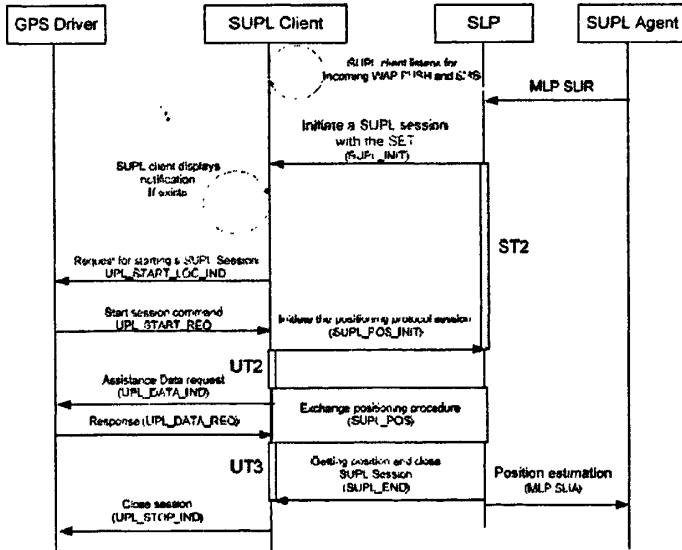 GPS Driver
SUPL Client
SLP
SUPL Agent
SUPL client listens for
Incoming WAP PUSH and SMS
MLP SLIR
Initiate a SUPL session
with the SET
(SUPL_INIT)
SUPL client displays
notification
If exists
ST2
Request for starting a SUPL Session
UPL_START_LOC_IND
Start session command
UPL_START_REQ
Initiate the positioning protocol session
(SUPL_POS_INIT)
UT2
Assistance Data request
(UPL_DATA_IND)
Exchange positioning procedure
(SUPL_POS)
Response (UPL_DATA_REQ)
UT3
Getting position and close
SUPL Session
(SUPL_END)
Position estimation
(MLP SLIA)
Close session
(UPL_STOP_IND)